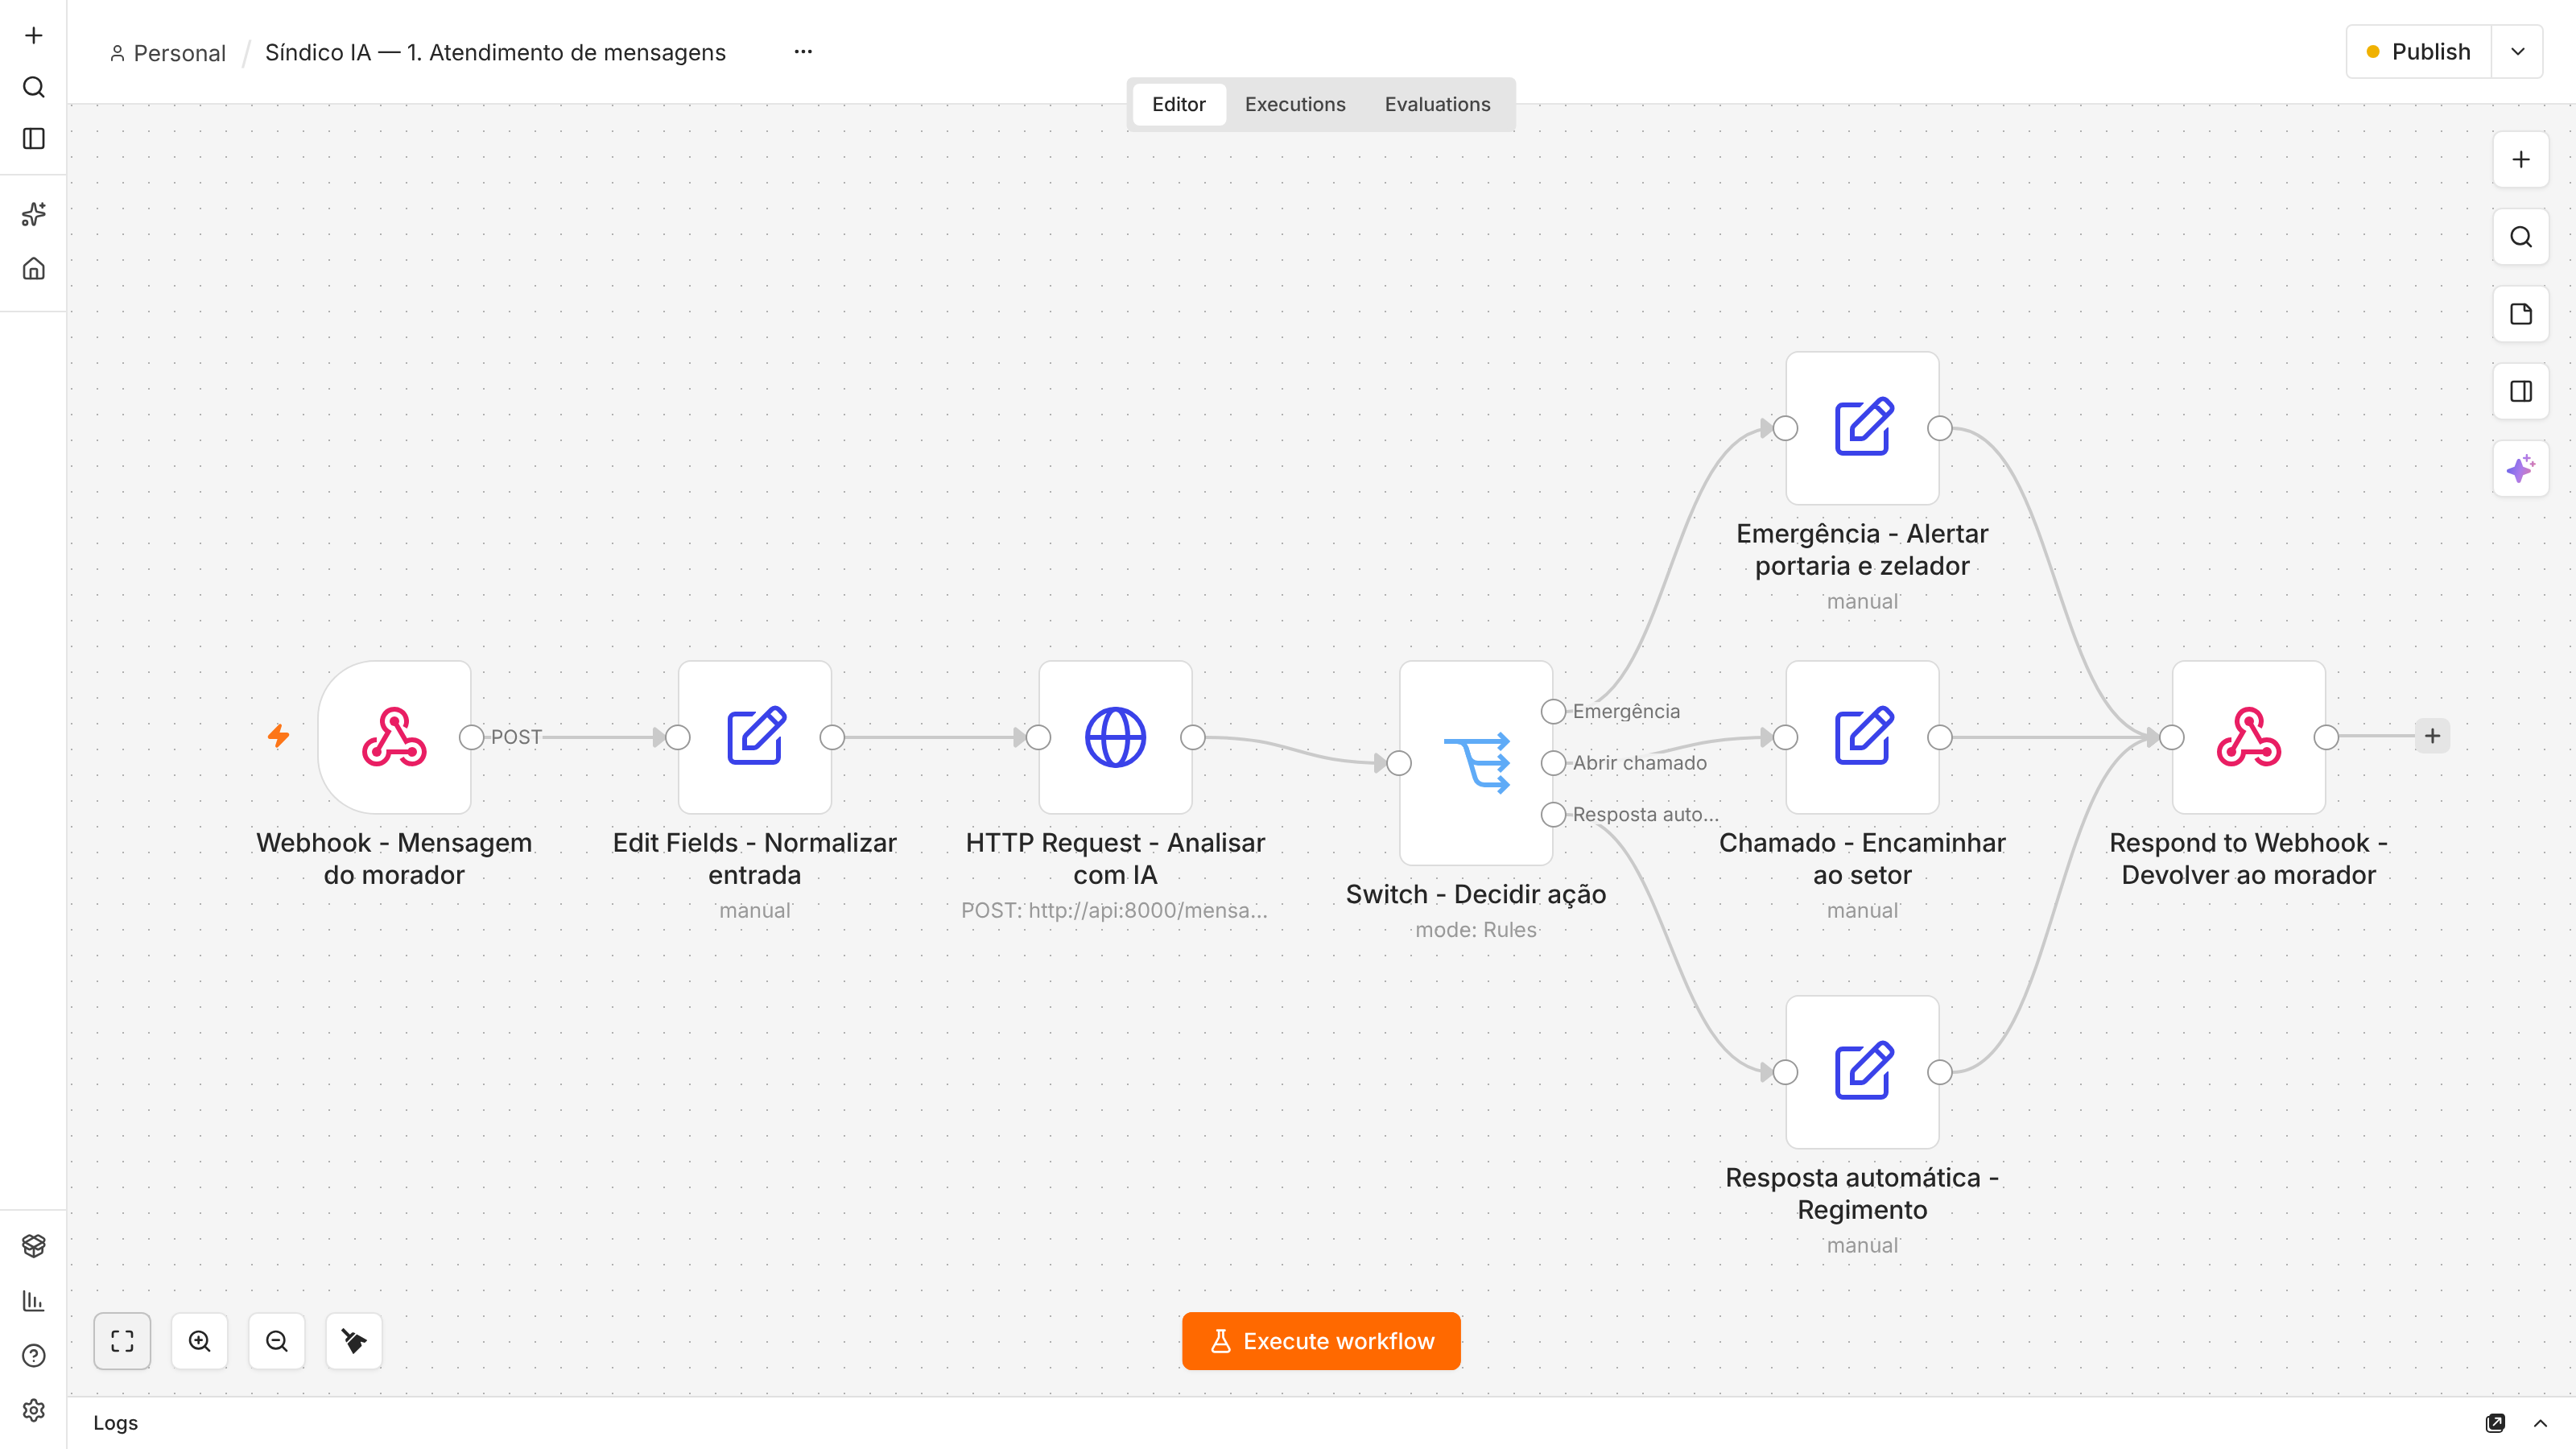 Personal / Síndico IA — 1. Atendimento de mensagens
Publish
Editor
Executions
Evaluations
Emergência - Alertar
portaria e zelador
manual
POST
Emergência
Abrir chamado
Resposta auto...
Webhook - Mensagem
do morador
Edit Fields - Normalizar
entrada
manual
HTTP Request - Analisar
com IA
POST: http://api:8000/mensa...
Switch - Decidir ação
mode: Rules
Chamado - Encaminhar
ao setor
manual
Respond to Webhook -
Devolver ao morador
Resposta automática -
Regimento
manual
Execute workflow
Logs